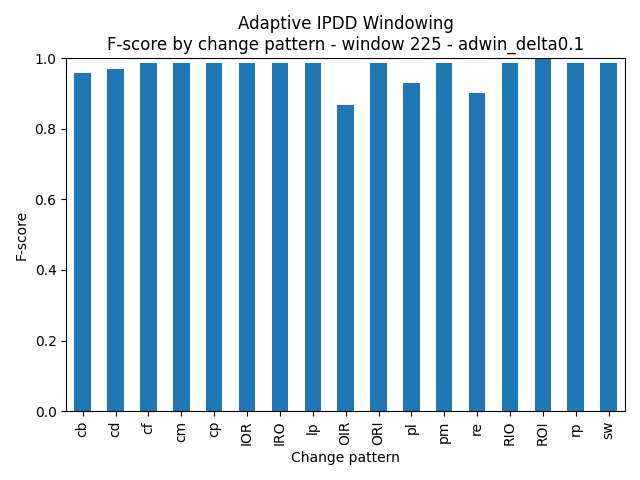 Adaptive IPDD Windowing
F-score by change pattern - window 225 - adwin_delta0.1
1.0
0.8
0.6
0.4
0.2
0.0
F-score
cb
cd
cf
cm
cp
IOR
IRO
lp
OIR
ORI
pl
pm
re
RIO
ROI
rp
sw
Change pattern